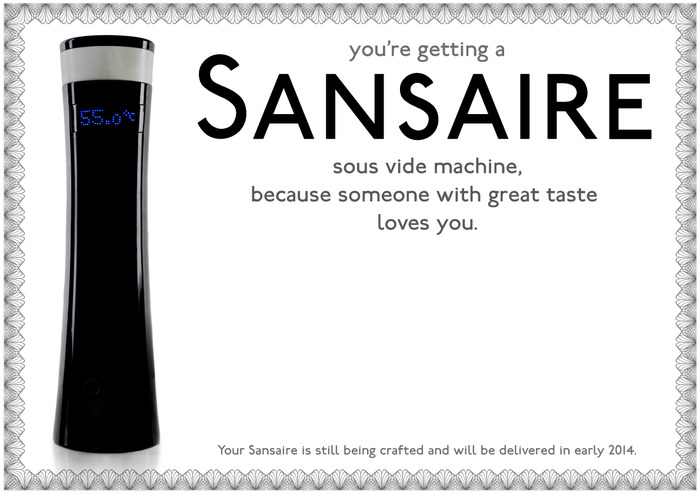 you're getting a
SANSAIRE
sous vide machine,
because someone with great taste
loves you.
55.0°C
Your Sansaire is still being crafted and will be delivered in early 2014.